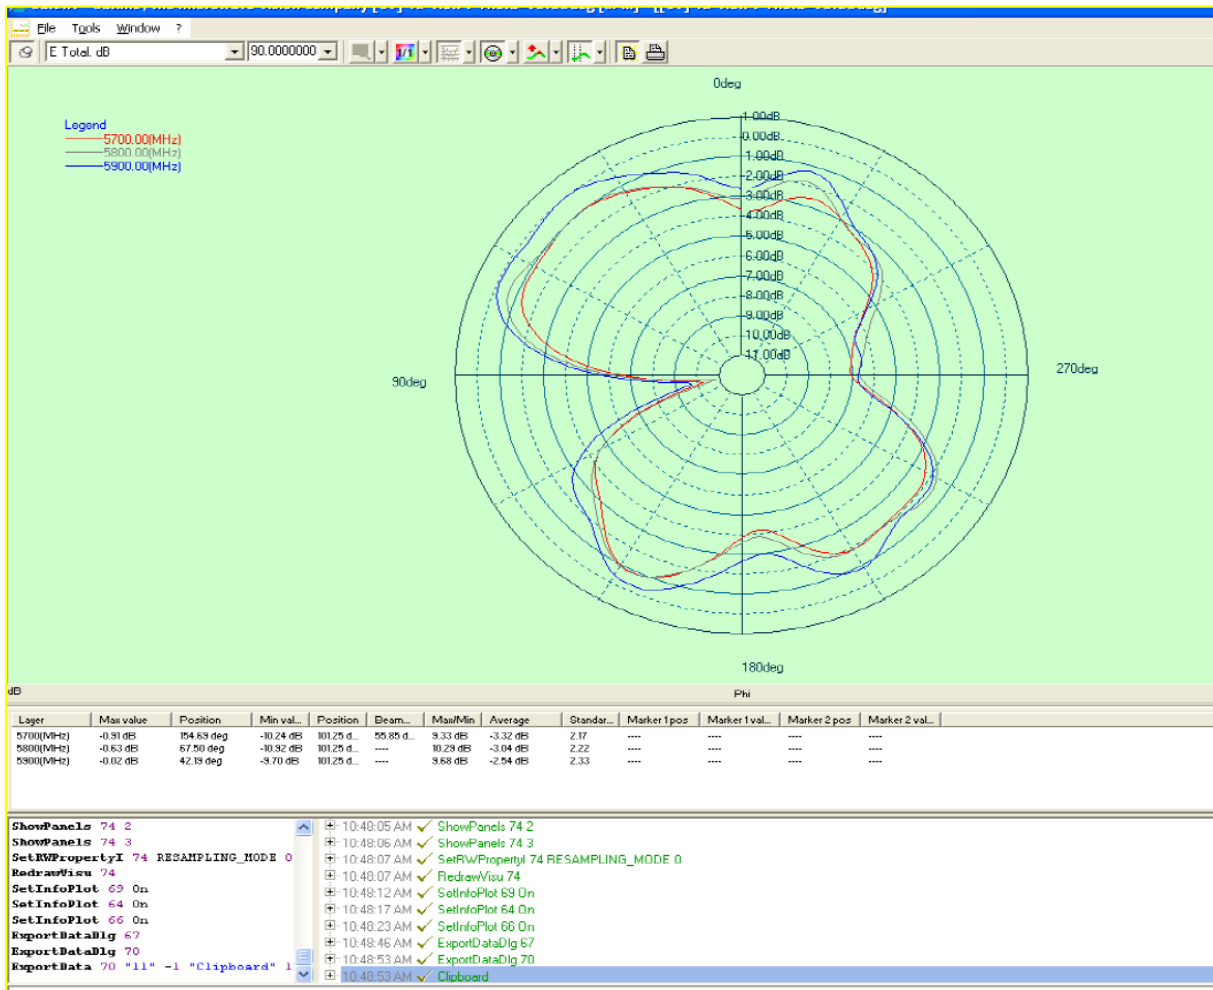 File Tools Window ?
E Total. dB 90.0000000 1/1
0deg
Legend
5700.00(MHz)
5800.00(MHz)
5900.00(MHz)
1.00dB
0.00dB
-1.00dB
-2.00dB
-3.00dB
-4.00dB
-5.00dB
-6.00dB
-7.00dB
-8.00dB
-9.00dB
-10.00dB
-11.00dB
90deg
270deg
180deg
dB Phi
Layer Max value Position Min val... Position Beam... Max/Min Average Standar... Marker 1 pos Marker 1 val... Marker 2 pos Marker 2 val...
5700(MHz) -0.91 dB 154.69 deg -10.24 dB 101.25 d... 55.85 d... 9.33 dB -3.32 dB 2.17 ---- ---- ---- ----
5800(MHz) -0.63 dB 67.50 deg -10.92 dB 101.25 d... ---- 10.29 dB -3.04 dB 2.22 ---- ---- ---- ----
5900(MHz) -0.02 dB 42.19 deg -9.70 dB 101.25 d... ---- 9.68 dB -2.54 dB 2.33 ---- ---- ---- ----
ShowPanels 74 2
ShowPanels 74 3
SetRWPropertyI 74 RESAMPLING_MODE 0
RedrawVisu 74
SetInfoPlot 69 On
SetInfoPlot 64 On
SetInfoPlot 66 On
ExportDataDlg 67
ExportDataDlg 70
ExportData 70 "11" -1 "Clipboard" 1
10:48:05 AM ShowPanels 74 2
10:48:06 AM ShowPanels 74 3
10:48:07 AM SetRWPropertyI 74 RESAMPLING_MODE 0
10:48:07 AM RedrawVisu 74
10:48:12 AM SetInfoPlot 69 On
10:48:17 AM SetInfoPlot 64 On
10:48:23 AM SetInfoPlot 66 On
10:48:46 AM ExportDataDlg 67
10:48:53 AM ExportDataDlg 70
10:48:53 AM Clipboard